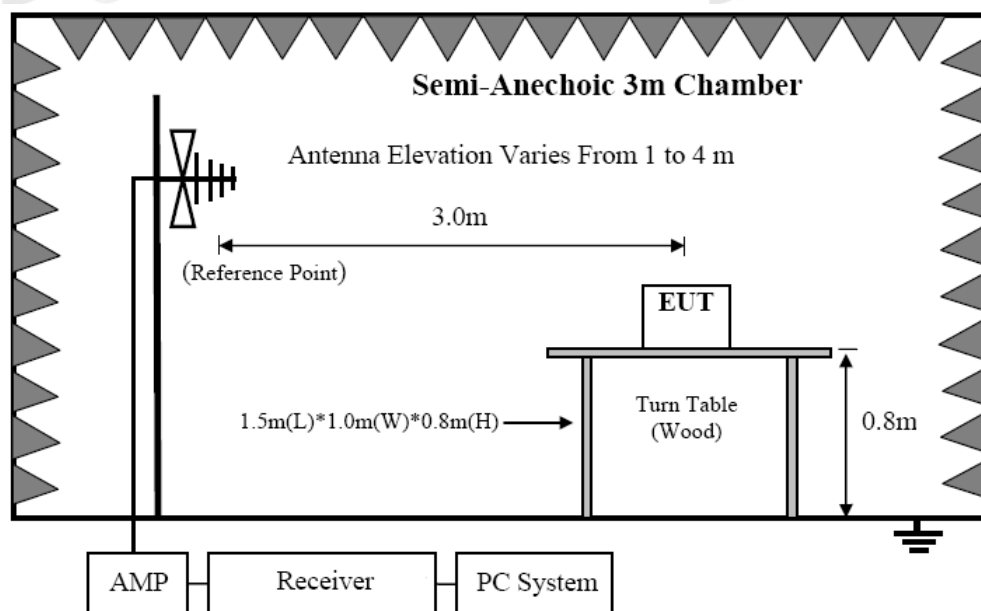 Semi-Anechoic 3m Chamber
Antenna Elevation Varies From 1 to 4 m
3.0m
(Reference Point)
EUT
1.5m(L)*1.0m(W)*0.8m(H)
Turn Table
(Wood)
0.8m
AMP
Receiver
PC System